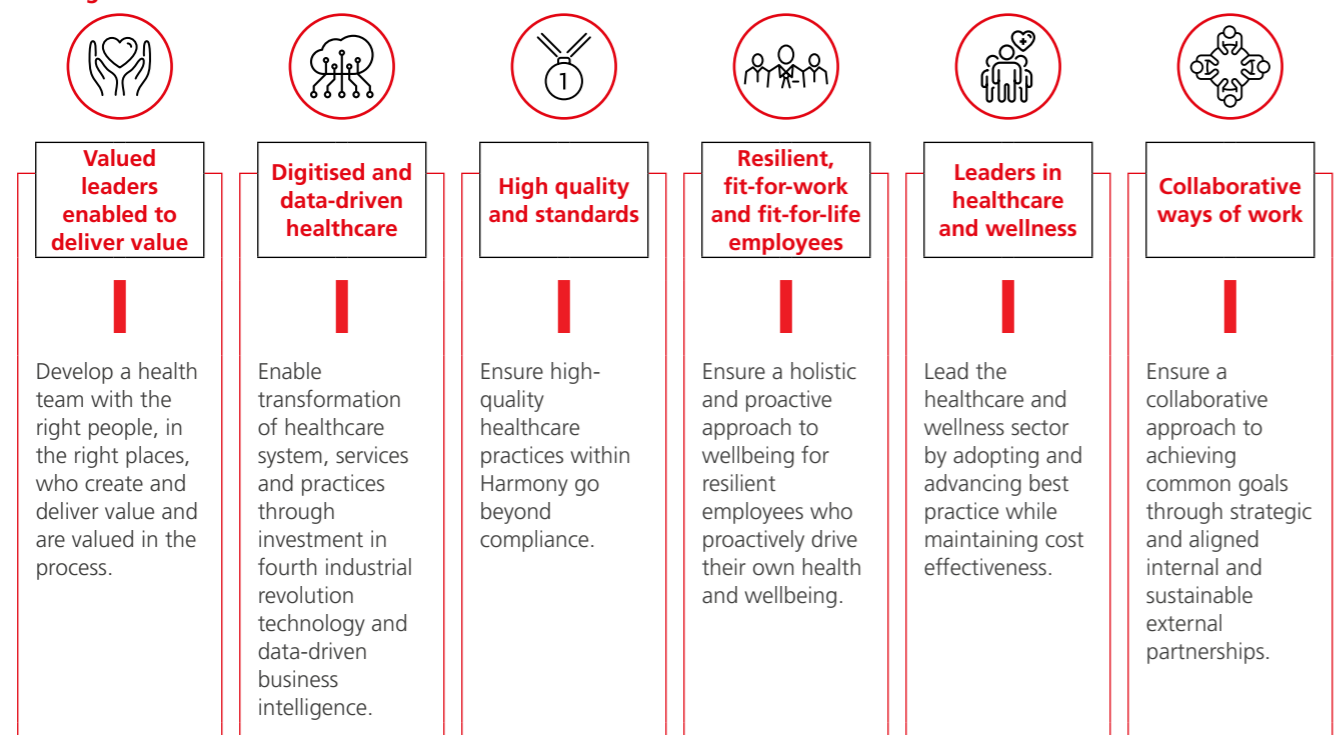 1
Valued
leaders
enabled to
deliver value
Develop a health
team with the
right people, in
the right places,
who create and
deliver value and
are valued in the
process.
Digitised and
data-driven
healthcare
Enable
transformation
of healthcare
system, services
and practices
through
investment in
fourth industrial
revolution
technology and
data-driven
business
intelligence.
High quality
and standards
Ensure high-
quality
healthcare
practices within
Harmony go
beyond
compliance.
Resilient,
fit-for-work
and fit-for-life
employees
Ensure a holistic
and proactive
approach to
wellbeing for
resilient
employees who
proactively drive
their own health
and wellbeing.
Leaders in
healthcare
and wellness
Lead the
healthcare and
wellness sector
by adopting and
advancing best
practice while
maintaining cost
effectiveness.
Collaborative
ways of work
Ensure a
collaborative
approach to
achieving
common goals
through strategic
and aligned
internal and
sustainable
external
partnerships.